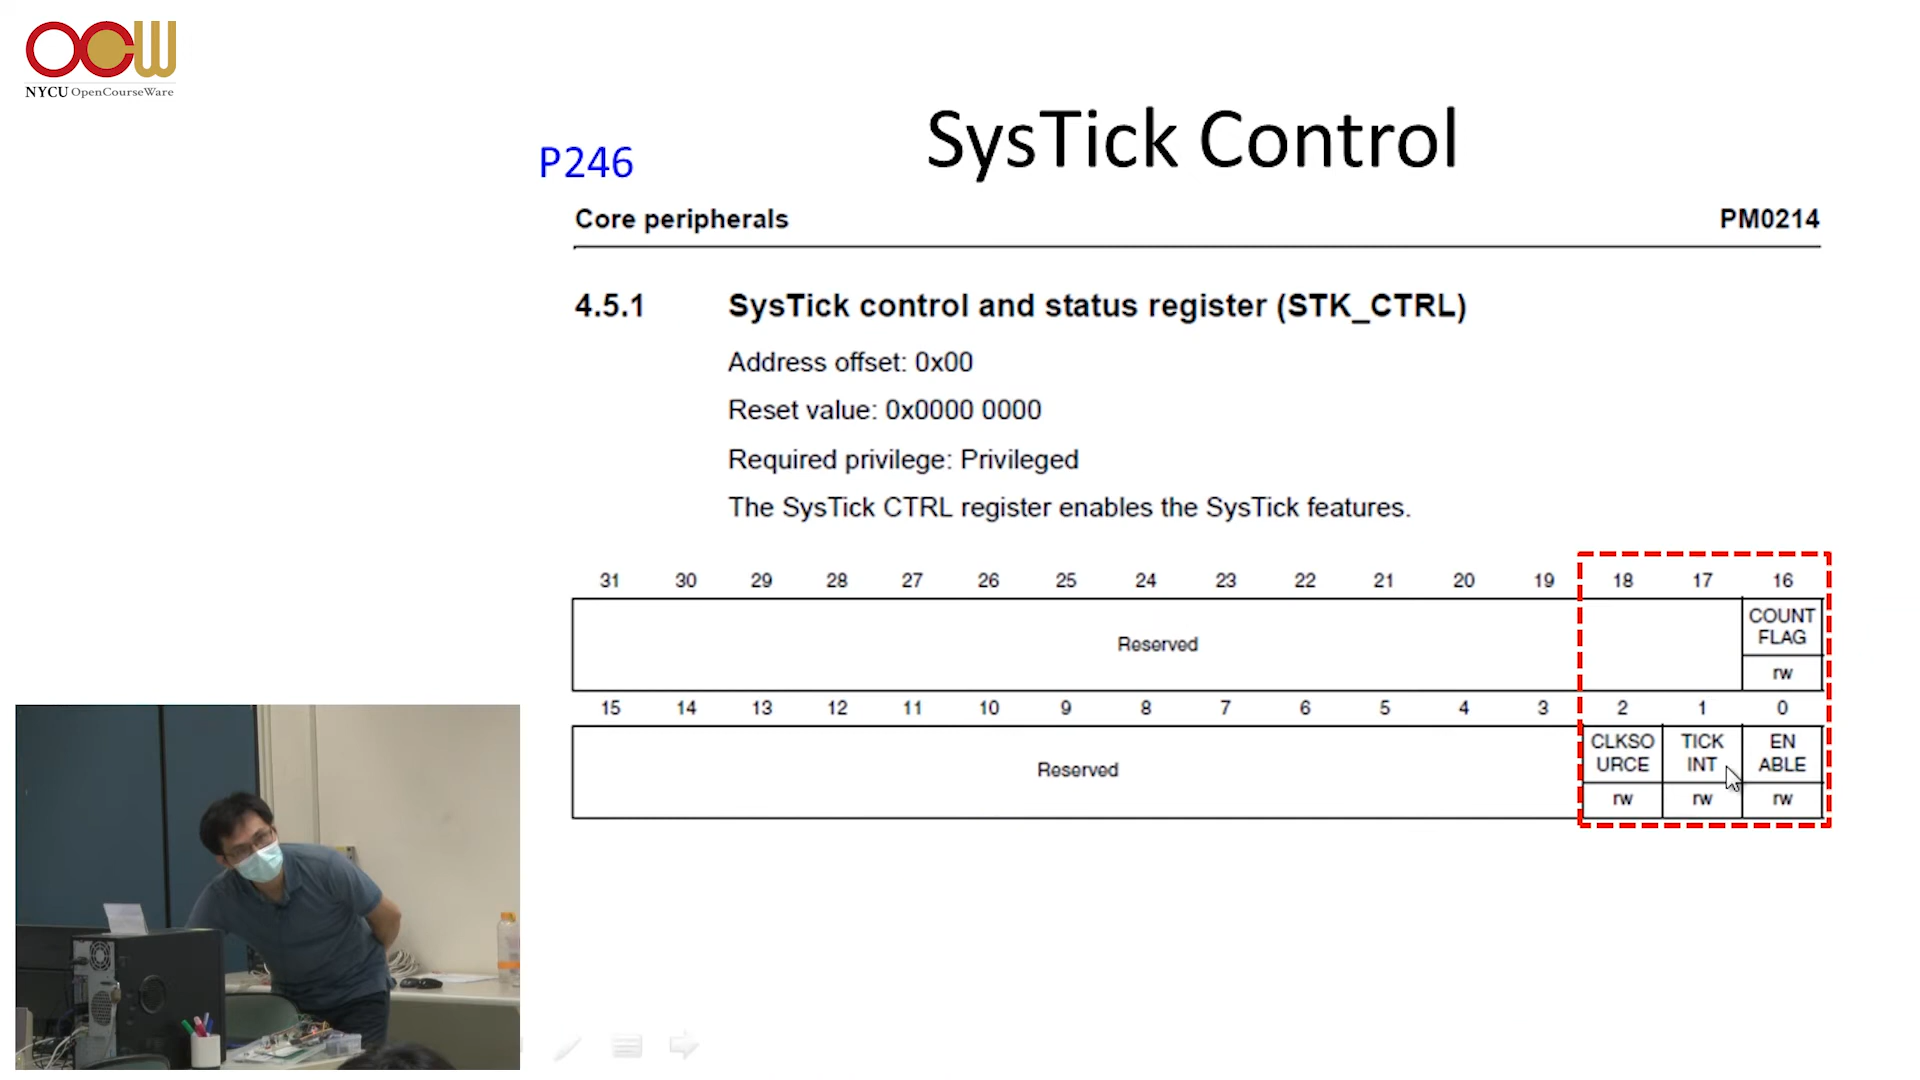 OCW
NYCU OpenCourseWare
SysTick Control
P246
Core peripherals PM0214
4.5.1 SysTick control and status register (STK_CTRL)
Address offset: 0x00
Reset value: 0x0000 0000
Required privilege: Privileged
The SysTick CTRL register enables the SysTick features.
31 30 29 28 27 26 25 24 23 22 21 20 19 18 17 16
Reserved
COUNT
FLAG
rw
15 14 13 12 11 10 9 8 7 6 5 4 3 2 1 0
Reserved
CLKSO
URCE
rw
TICK
INT
rw
EN
ABLE
rw